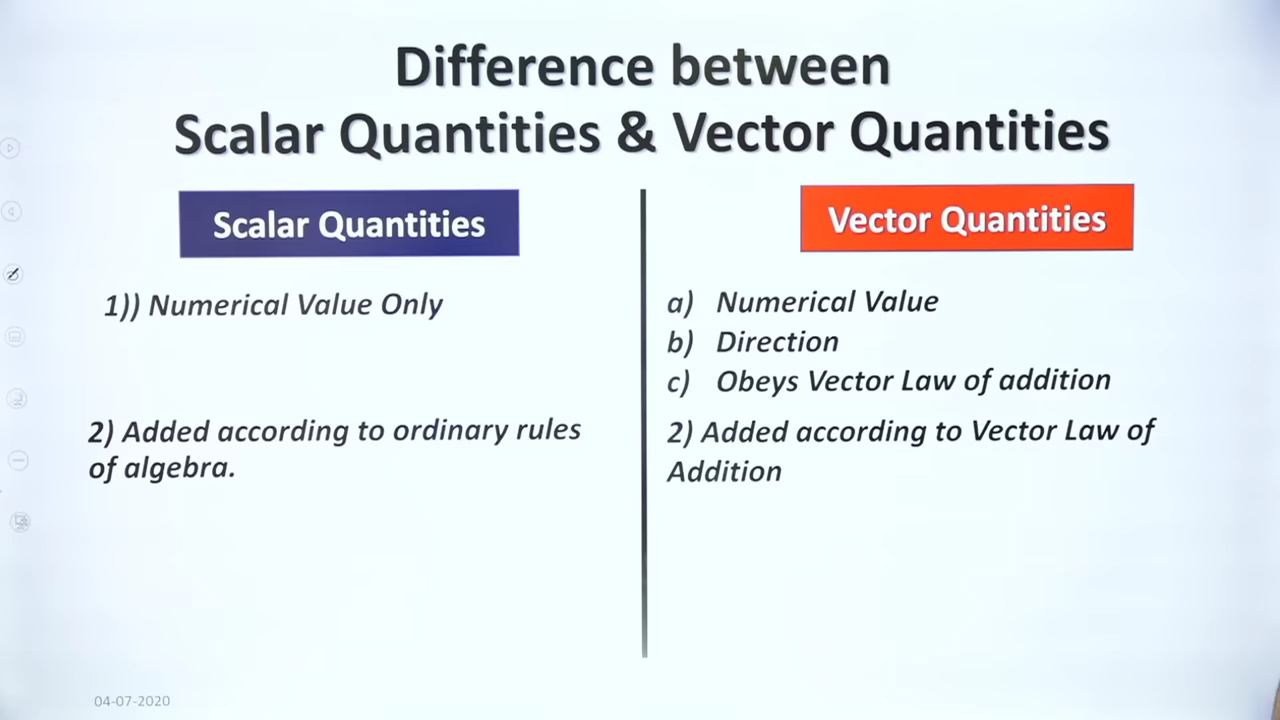 Difference between
Scalar Quantities & Vector Quantities
Scalar Quantities
1)) Numerical Value Only
2) Added according to ordinary rules
of algebra.
Vector Quantities
a) Numerical Value
b) Direction
c) Obeys Vector Law of addition
2) Added according to Vector Law of
Addition
04-07-2020